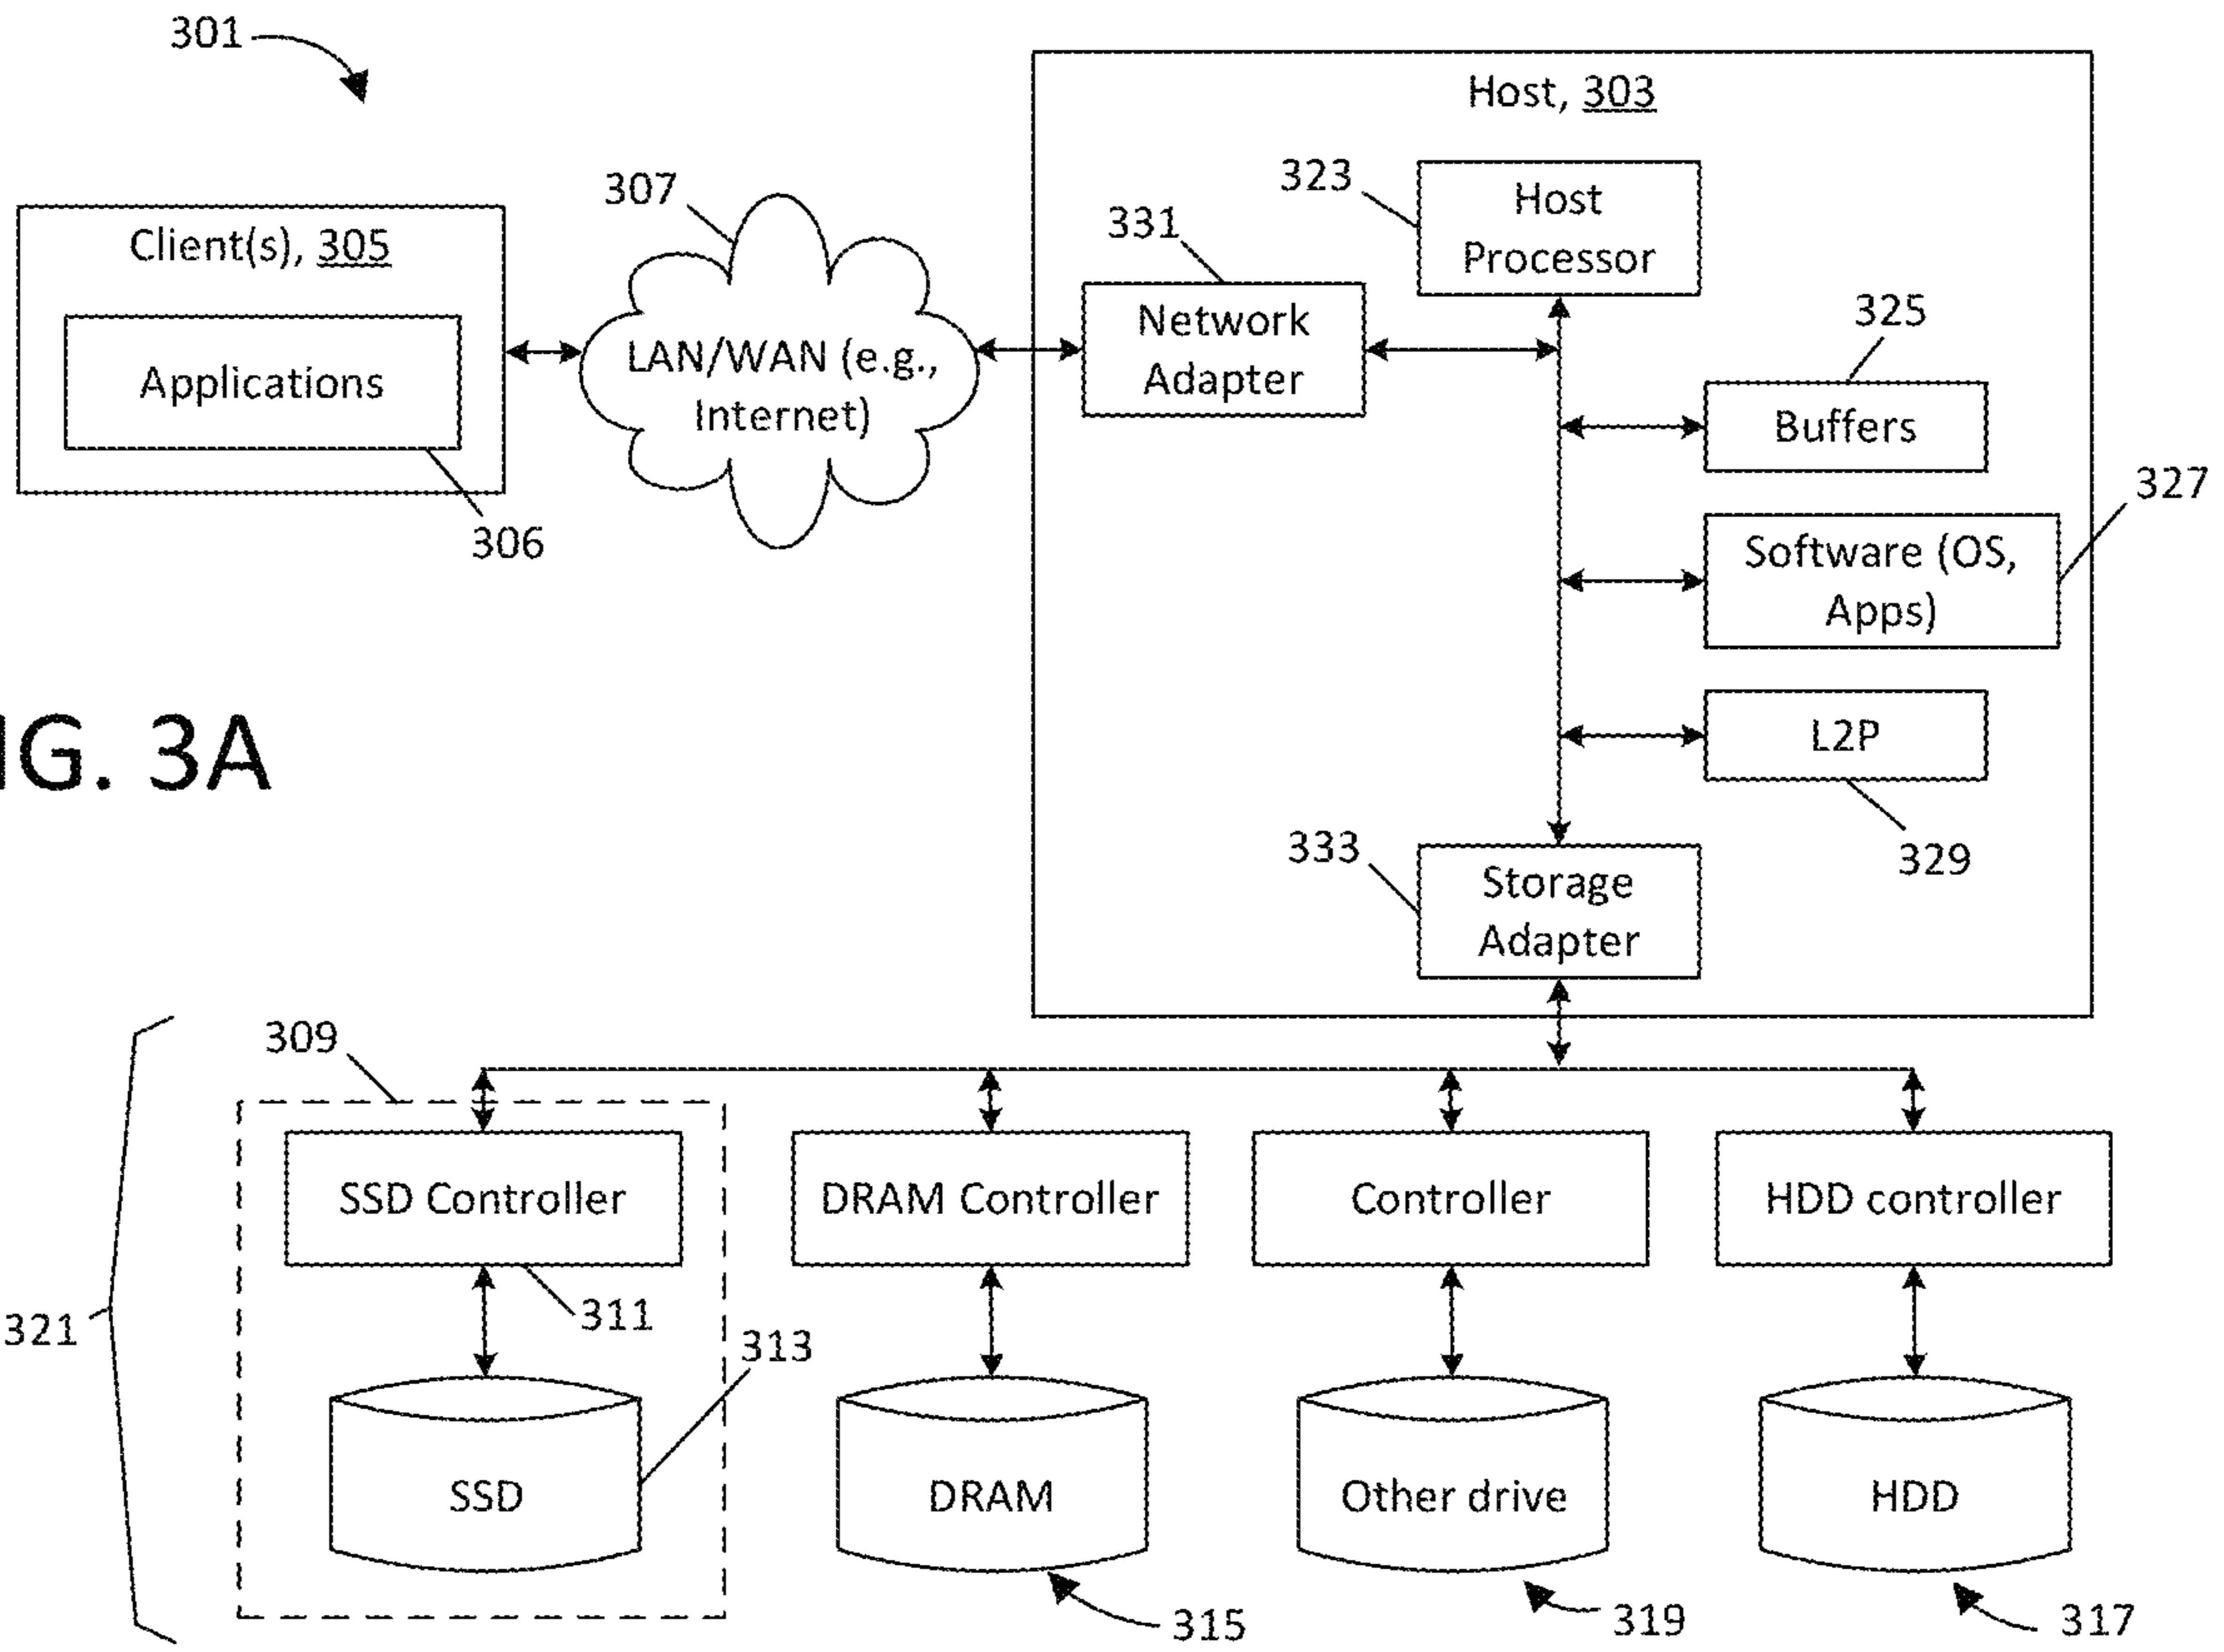 301
Host, 303
307
323
Host
Processor
331
Client(s), 305
Network
Adapter
325
Applications
LAN/WAN (e.g.,
Internet)
Buffers
327
306
Software (OS,
Apps)
IG. 3A
L2P
333
329
Storage
Adapter
309
SSD Controller
DRAM Controller
Controller
HDD controller
321
311
313
SSD
DRAM
Other drive
HDD
315
319
317